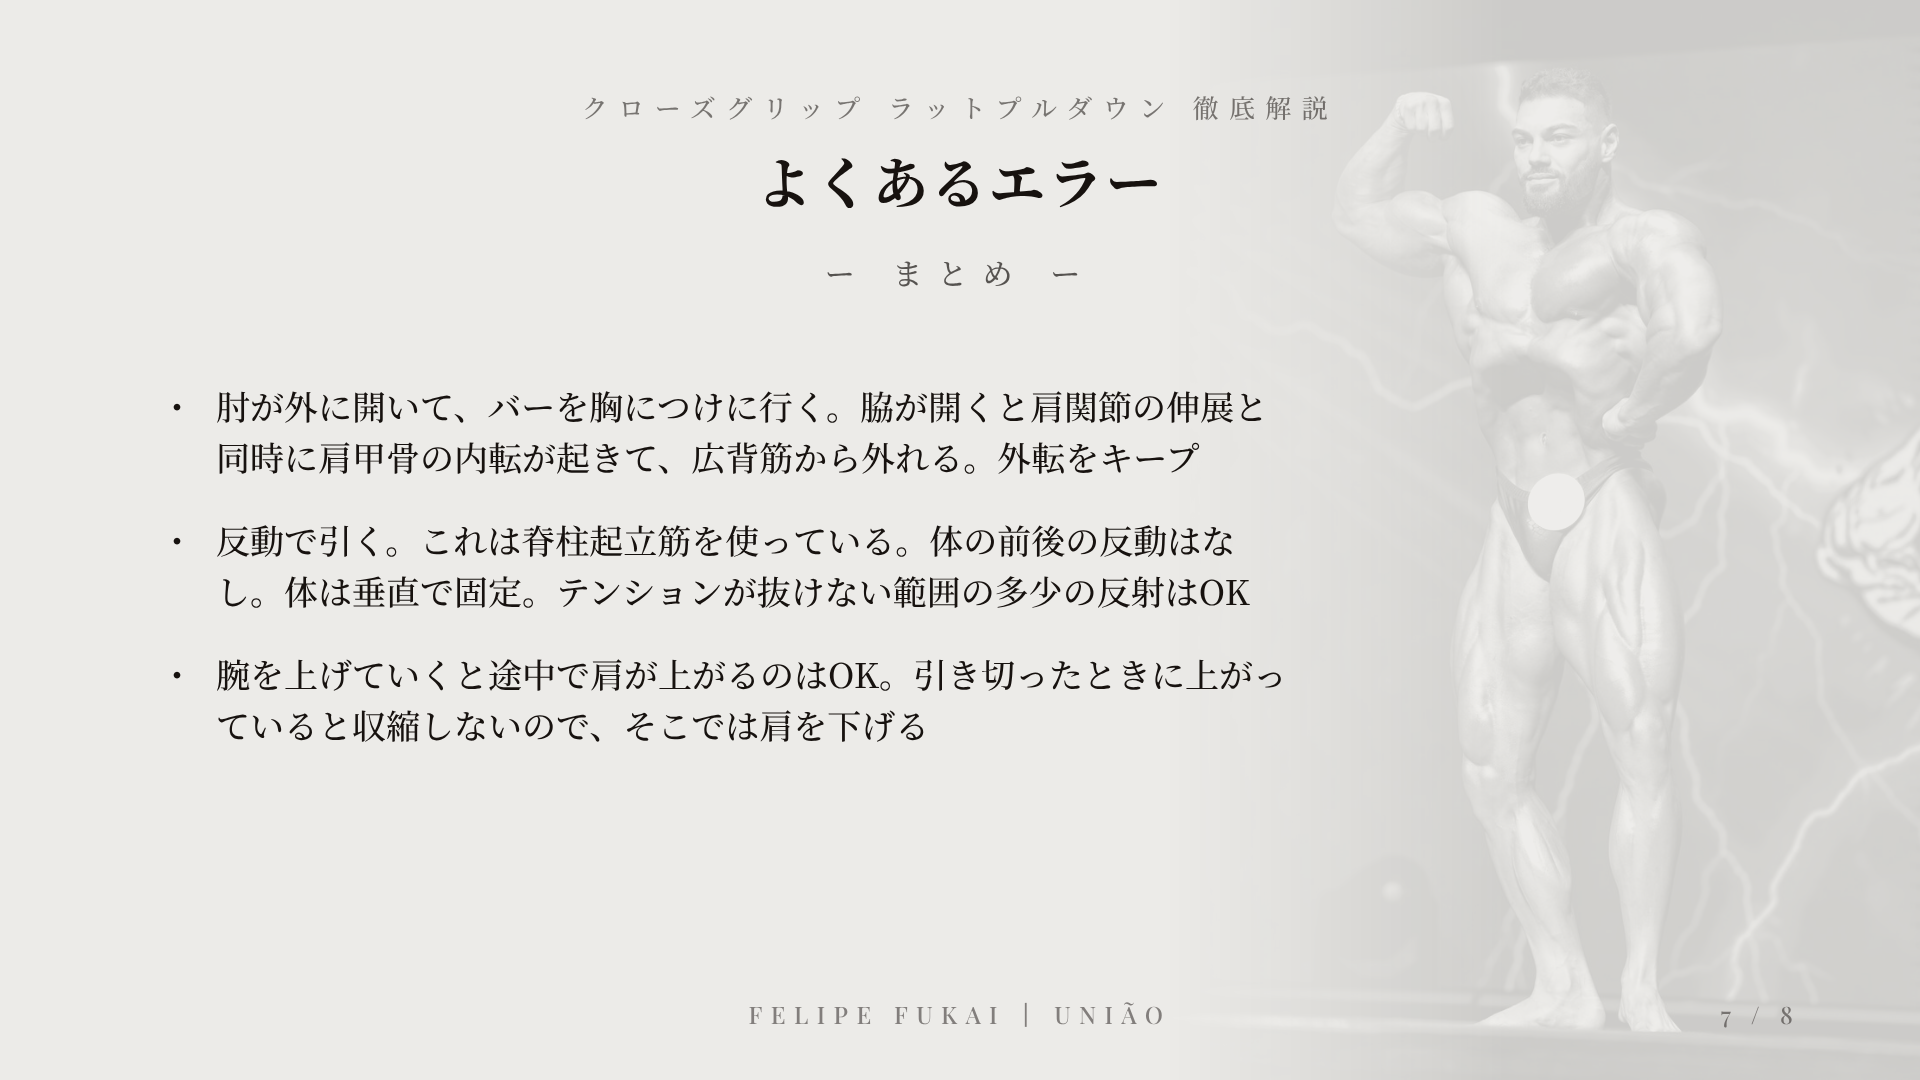 クローズグリップ ラットプルダウン 徹底解説
よくあるエラー
ー まとめ ー
・ 肘が外に開いて、バーを胸につけに行く。脇が開くと肩関節の伸展と
同時に肩甲骨の内転が起きて、広背筋から外れる。外転をキープ
・ 反動で引く。これは脊柱起立筋を使っている。体の前後の反動はな
し。体は垂直で固定。テンションが抜けない範囲の多少の反射はOK
・ 腕を上げていくと途中で肩が上がるのはOK。引き切ったときに上がっ
ていると収縮しないので、そこでは肩を下げる
FELIPE FUKAI | UNIÃO
7 / 8